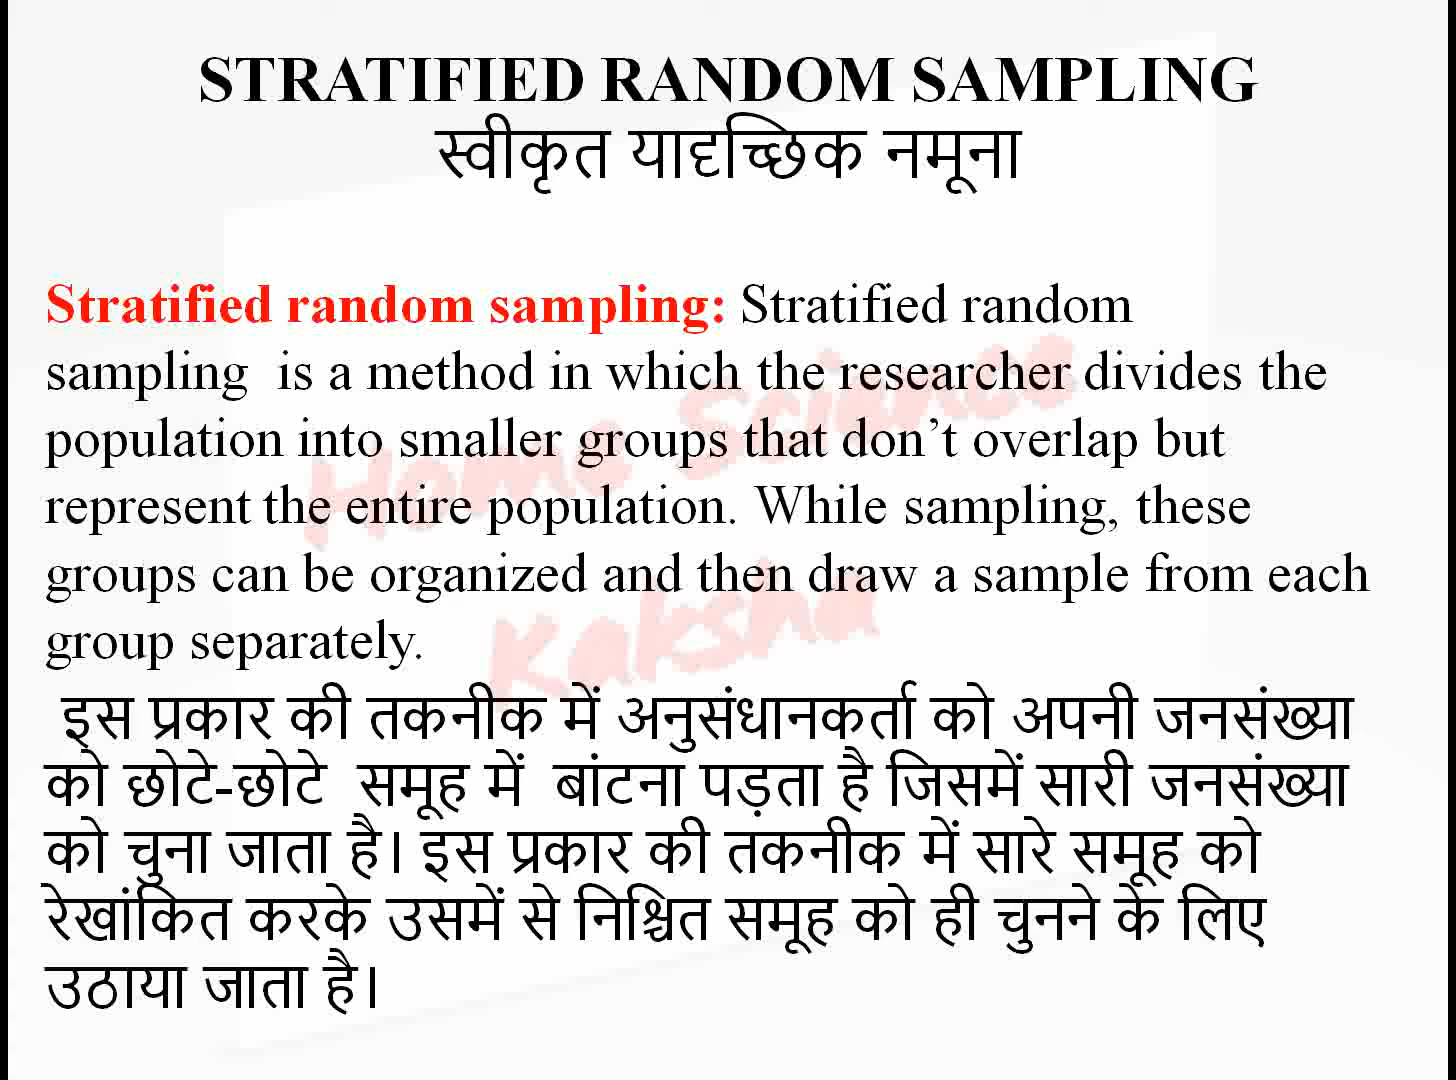 STRATIFIED RANDOM SAMPLING
स्वीकृत यादृच्छिक नमूना
Stratified random sampling: Stratified random
sampling is a method in which the researcher divides the
population into smaller groups that don’t overlap but
represent the entire population. While sampling, these
groups can be organized and then draw a sample from each
group separately.
इस प्रकार की तकनीक में अनुसंधानकर्ता को अपनी जनसंख्या
को छोटे-छोटे समूह में बांटना पड़ता है जिसमें सारी जनसंख्या
को चुना जाता है। इस प्रकार की तकनीक में सारे समूह को
रेखांकित करके उसमें से निश्चित समूह को ही चुनने के लिए
उठाया जाता है।
Home Science
Kaksha